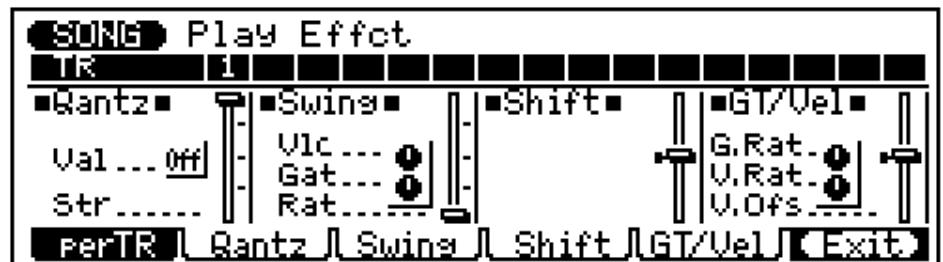 SONG Play Effct
TR 1
■Qantz■ ■Swing■ ■Shift■ ■GT/Vel■
Val... Off Vlc... G.Rat.
Gat... V.Rat.
Str...... Rat...... V.Ofs.....
perTR Qantz Swing Shift GT/Vel Exit